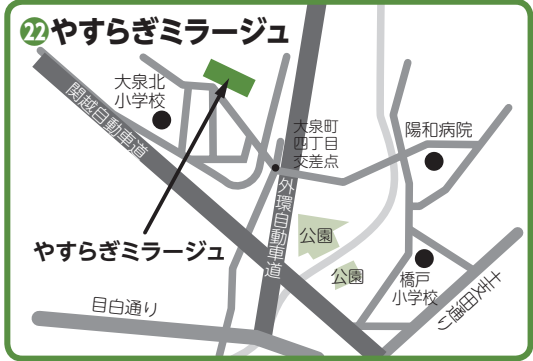 ㉒やすらぎミラージュ
大泉北
小学校
関越自動車道
大泉町
四丁目
交差点
陽和病院
外環自動車道
やすらぎミラージュ
公園
公園
橋戸
小学校
土支田通り
目白通り